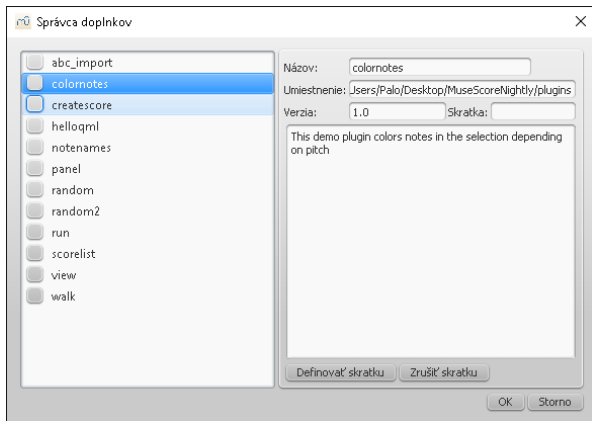 Správca doplnkov
abc_import
colornotes
createscore
helloqml
notenames
panel
random
random2
run
scorelist
view
walk
Názov: colornotes
Umiestnenie: Jsers/Palo/Desktop/MuseScoreNightly/plugins
Verzia: 1.0 Skratka:
This demo plugin colors notes in the selection depending
on pitch
Definovať skratku Zrušiť skratku
OK Storno